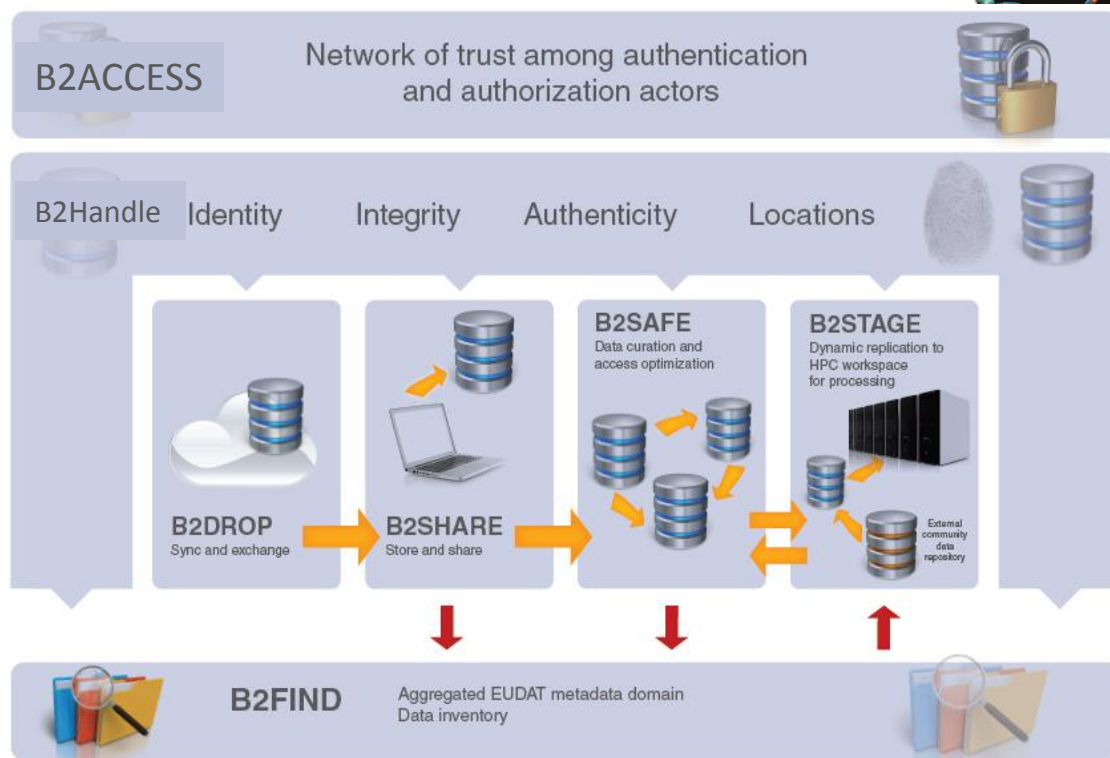 B2ACCESS
Network of trust among authentication
and authorization actors
B2Handle
Identity
Integrity
Authenticity
Locations
B2DROP
Sync and exchange
B2SHARE
Store and share
B2SAFE
Data curation and
access optimization
B2STAGE
Dynamic replication to
HPC workspace
for processing
External
community
data
repository
B2FIND
Aggregated EUDAT metadata domain
Data inventory